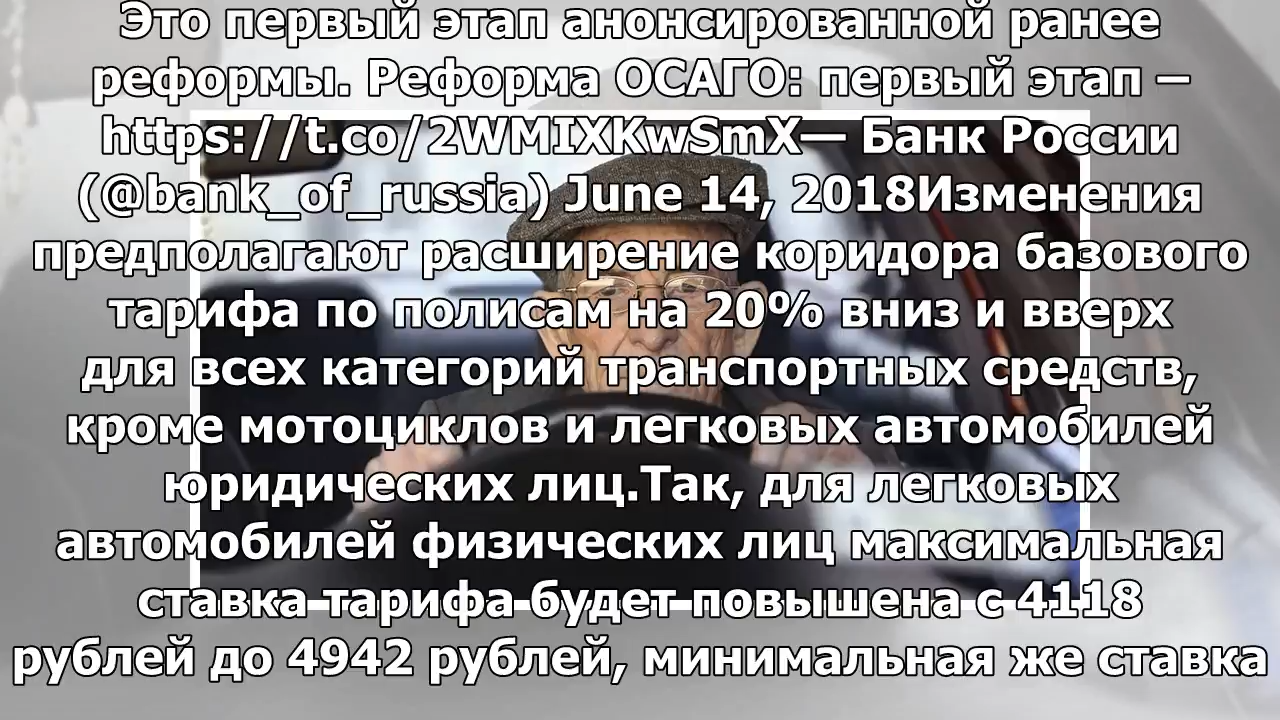 Это первый этап анонсированной ранее
реформы. Реформа ОСАГО: первый этап –
https://t.co/2WMIXKwSmX— Банк России
(@bank_of_russia) June 14, 2018Изменения
предполагают расширение коридора базового
тарифа по полисам на 20% вниз и вверх
для всех категорий транспортных средств,
кроме мотоциклов и легковых автомобилей
юридических лиц.Так, для легковых
автомобилей физических лиц максимальная
ставка тарифа будет повышена с 4118
рублей до 4942 рублей, минимальная же ставка